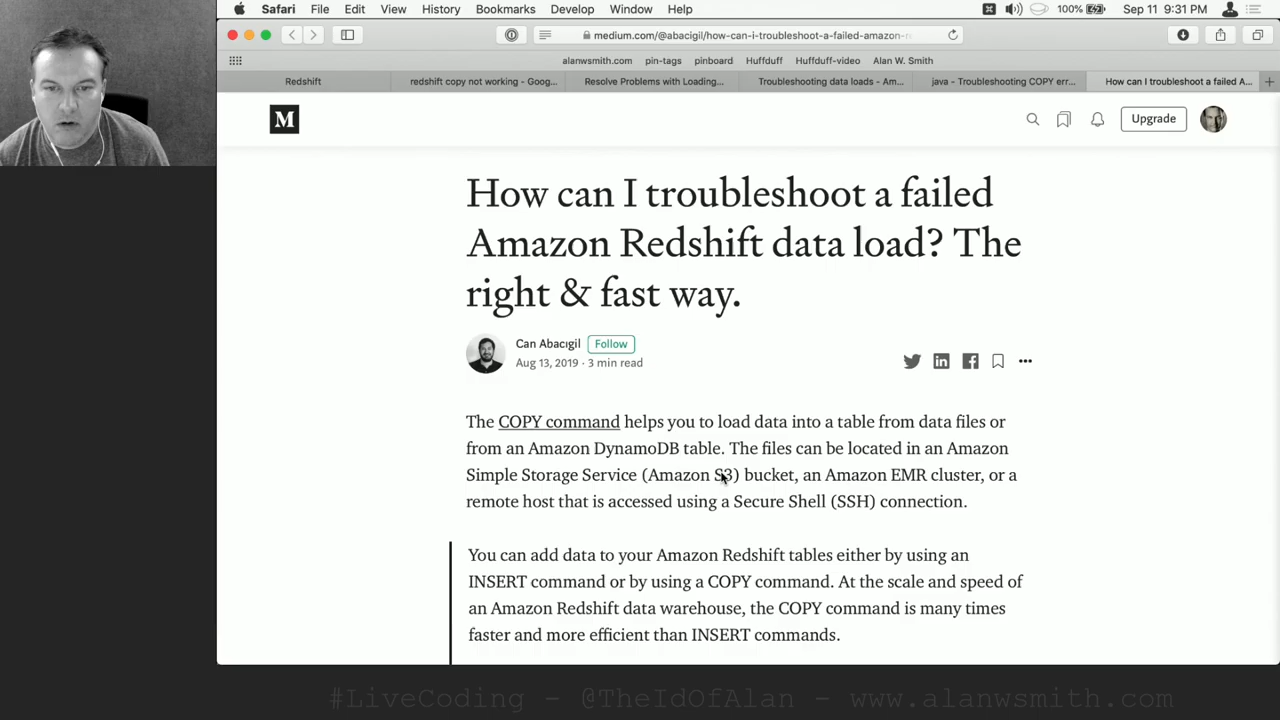 Safari File Edit View History Bookmarks Develop Window Help 100% Sep 11 9:31 PM
medium.com/@abacigil/how-can-i-troubleshoot-a-failed-amazon-r
alanwsmith.com pin-tags pinboard Huffduff Huffduff-video Alan W. Smith
Redshift redshift copy not working - Goog... Resolve Problems with Loading... Troubleshooting data loads - Am... java - Troubleshooting COPY err... How can I troubleshoot a failed A...
M Upgrade
How can I troubleshoot a failed
Amazon Redshift data load? The
right & fast way.
Can Abacıgil Follow
Aug 13, 2019 · 3 min read
The COPY command helps you to load data into a table from data files or
from an Amazon DynamoDB table. The files can be located in an Amazon
Simple Storage Service (Amazon S3) bucket, an Amazon EMR cluster, or a
remote host that is accessed using a Secure Shell (SSH) connection.
You can add data to your Amazon Redshift tables either by using an
INSERT command or by using a COPY command. At the scale and speed of
an Amazon Redshift data warehouse, the COPY command is many times
faster and more efficient than INSERT commands.
#LiveCoding - @TheIdOfAlan - www.alanwsmith.com